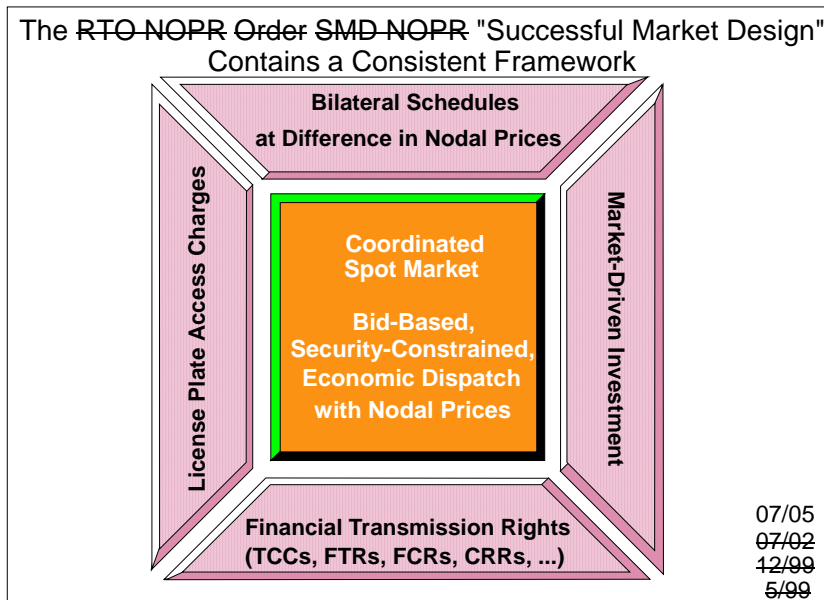 The RTO NOPR Order SMD NOPR "Successful Market Design"
Contains a Consistent Framework
Bilateral Schedules
at Difference in Nodal Prices
License Plate Access Charges
Coordinated
Spot Market
Bid-Based,
Security-Constrained,
Economic Dispatch
with Nodal Prices
Market-Driven Investment
Financial Transmission Rights
(TCCs, FTRs, FCRs, CRRs, ...)
07/05
07/02
12/99
5/99